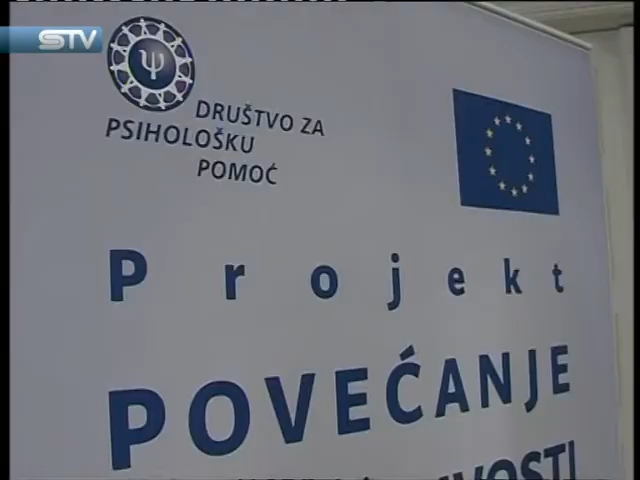 STV
Ψ
DRUŠTVO ZA
PSIHOLOŠKU
POMOĆ
Projekt
POVEĆANJE